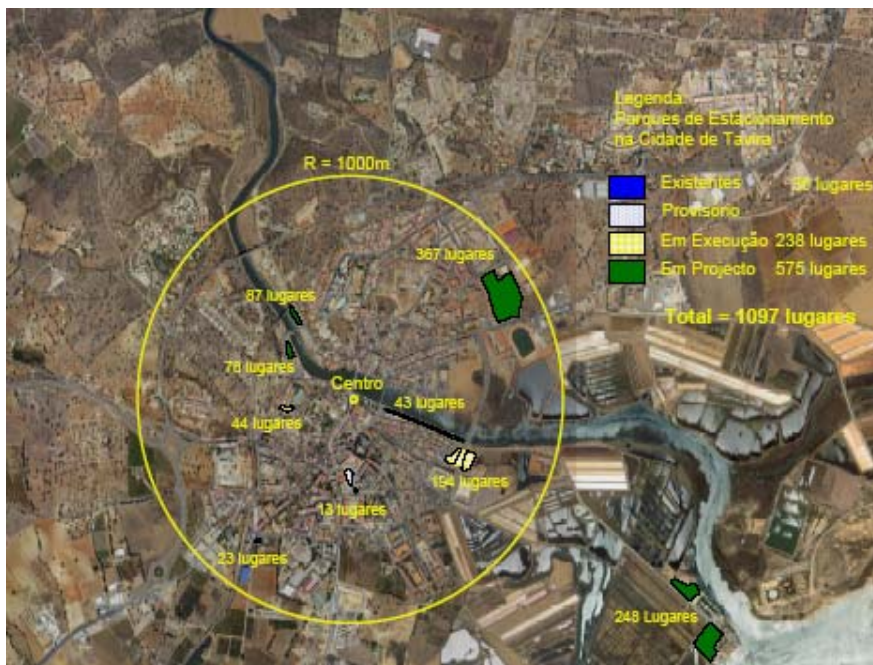 Legenda:
Parques de Estacionamento
na Cidade de Tavira
R = 1000m
Existentes lugares
Provisorio
Em Execução 238 lugares
367 lugares
Em Projecto 575 lugares
87 lugares
Total = 1097 lugares
78 lugares
Centro
43 lugares
44 lugares
194 lugares
13 lugares
23 lugares
248 Lugares